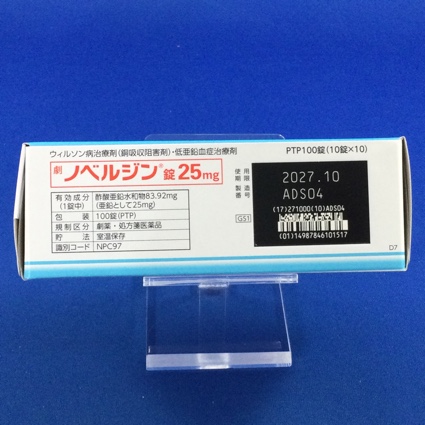 ウィルソン病治療剤(銅吸収阻害剤)・低亜鉛血症治療剤 PTP100錠(10錠×10)
劇 ノベルジン® 錠25mg
有効成分(1錠中) 酢酸亜鉛水和物83.92mg(亜鉛として25mg)
包装 100錠(PTP)
規制区分 劇薬・処方箋医薬品
貯法 室温保存
識別コード NPC97
使用期限 2027.10
製造番号 ADS04
GS1
(17)271000(10)ADS04
(01)14987846101517
D7